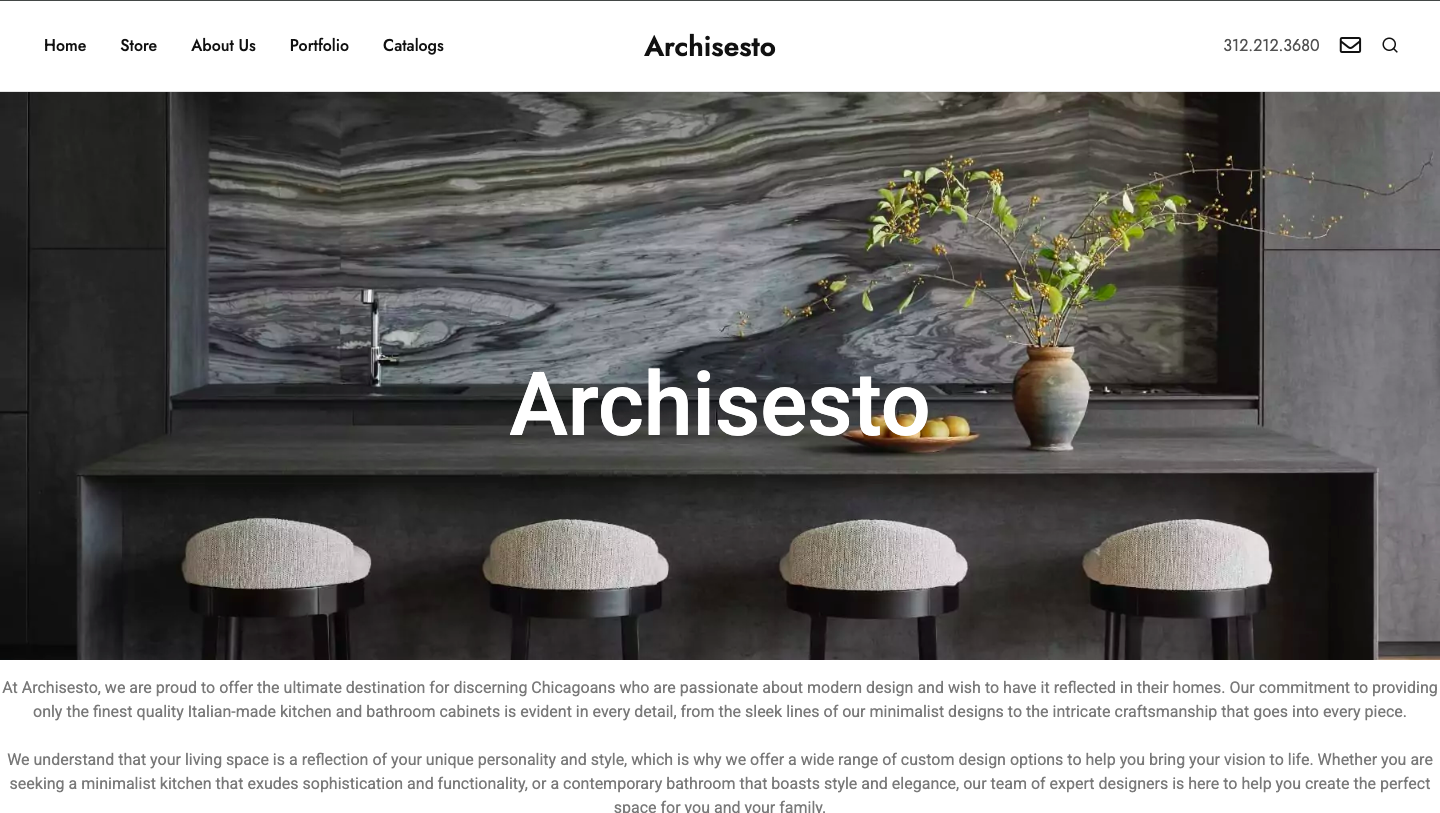 Home Store About Us Portfolio Catalogs Archisesto 312.212.3680
Archisesto
At Archisesto, we are proud to offer the ultimate destination for discerning Chicagoans who are passionate about modern design and wish to have it reflected in their homes. Our commitment to providing
only the finest quality Italian-made kitchen and bathroom cabinets is evident in every detail, from the sleek lines of our minimalist designs to the intricate craftsmanship that goes into every piece.
We understand that your living space is a reflection of your unique personality and style, which is why we offer a wide range of custom design options to help you bring your vision to life. Whether you are
seeking a minimalist kitchen that exudes sophistication and functionality, or a contemporary bathroom that boasts style and elegance, our team of expert designers is here to help you create the perfect
space for you and your family.